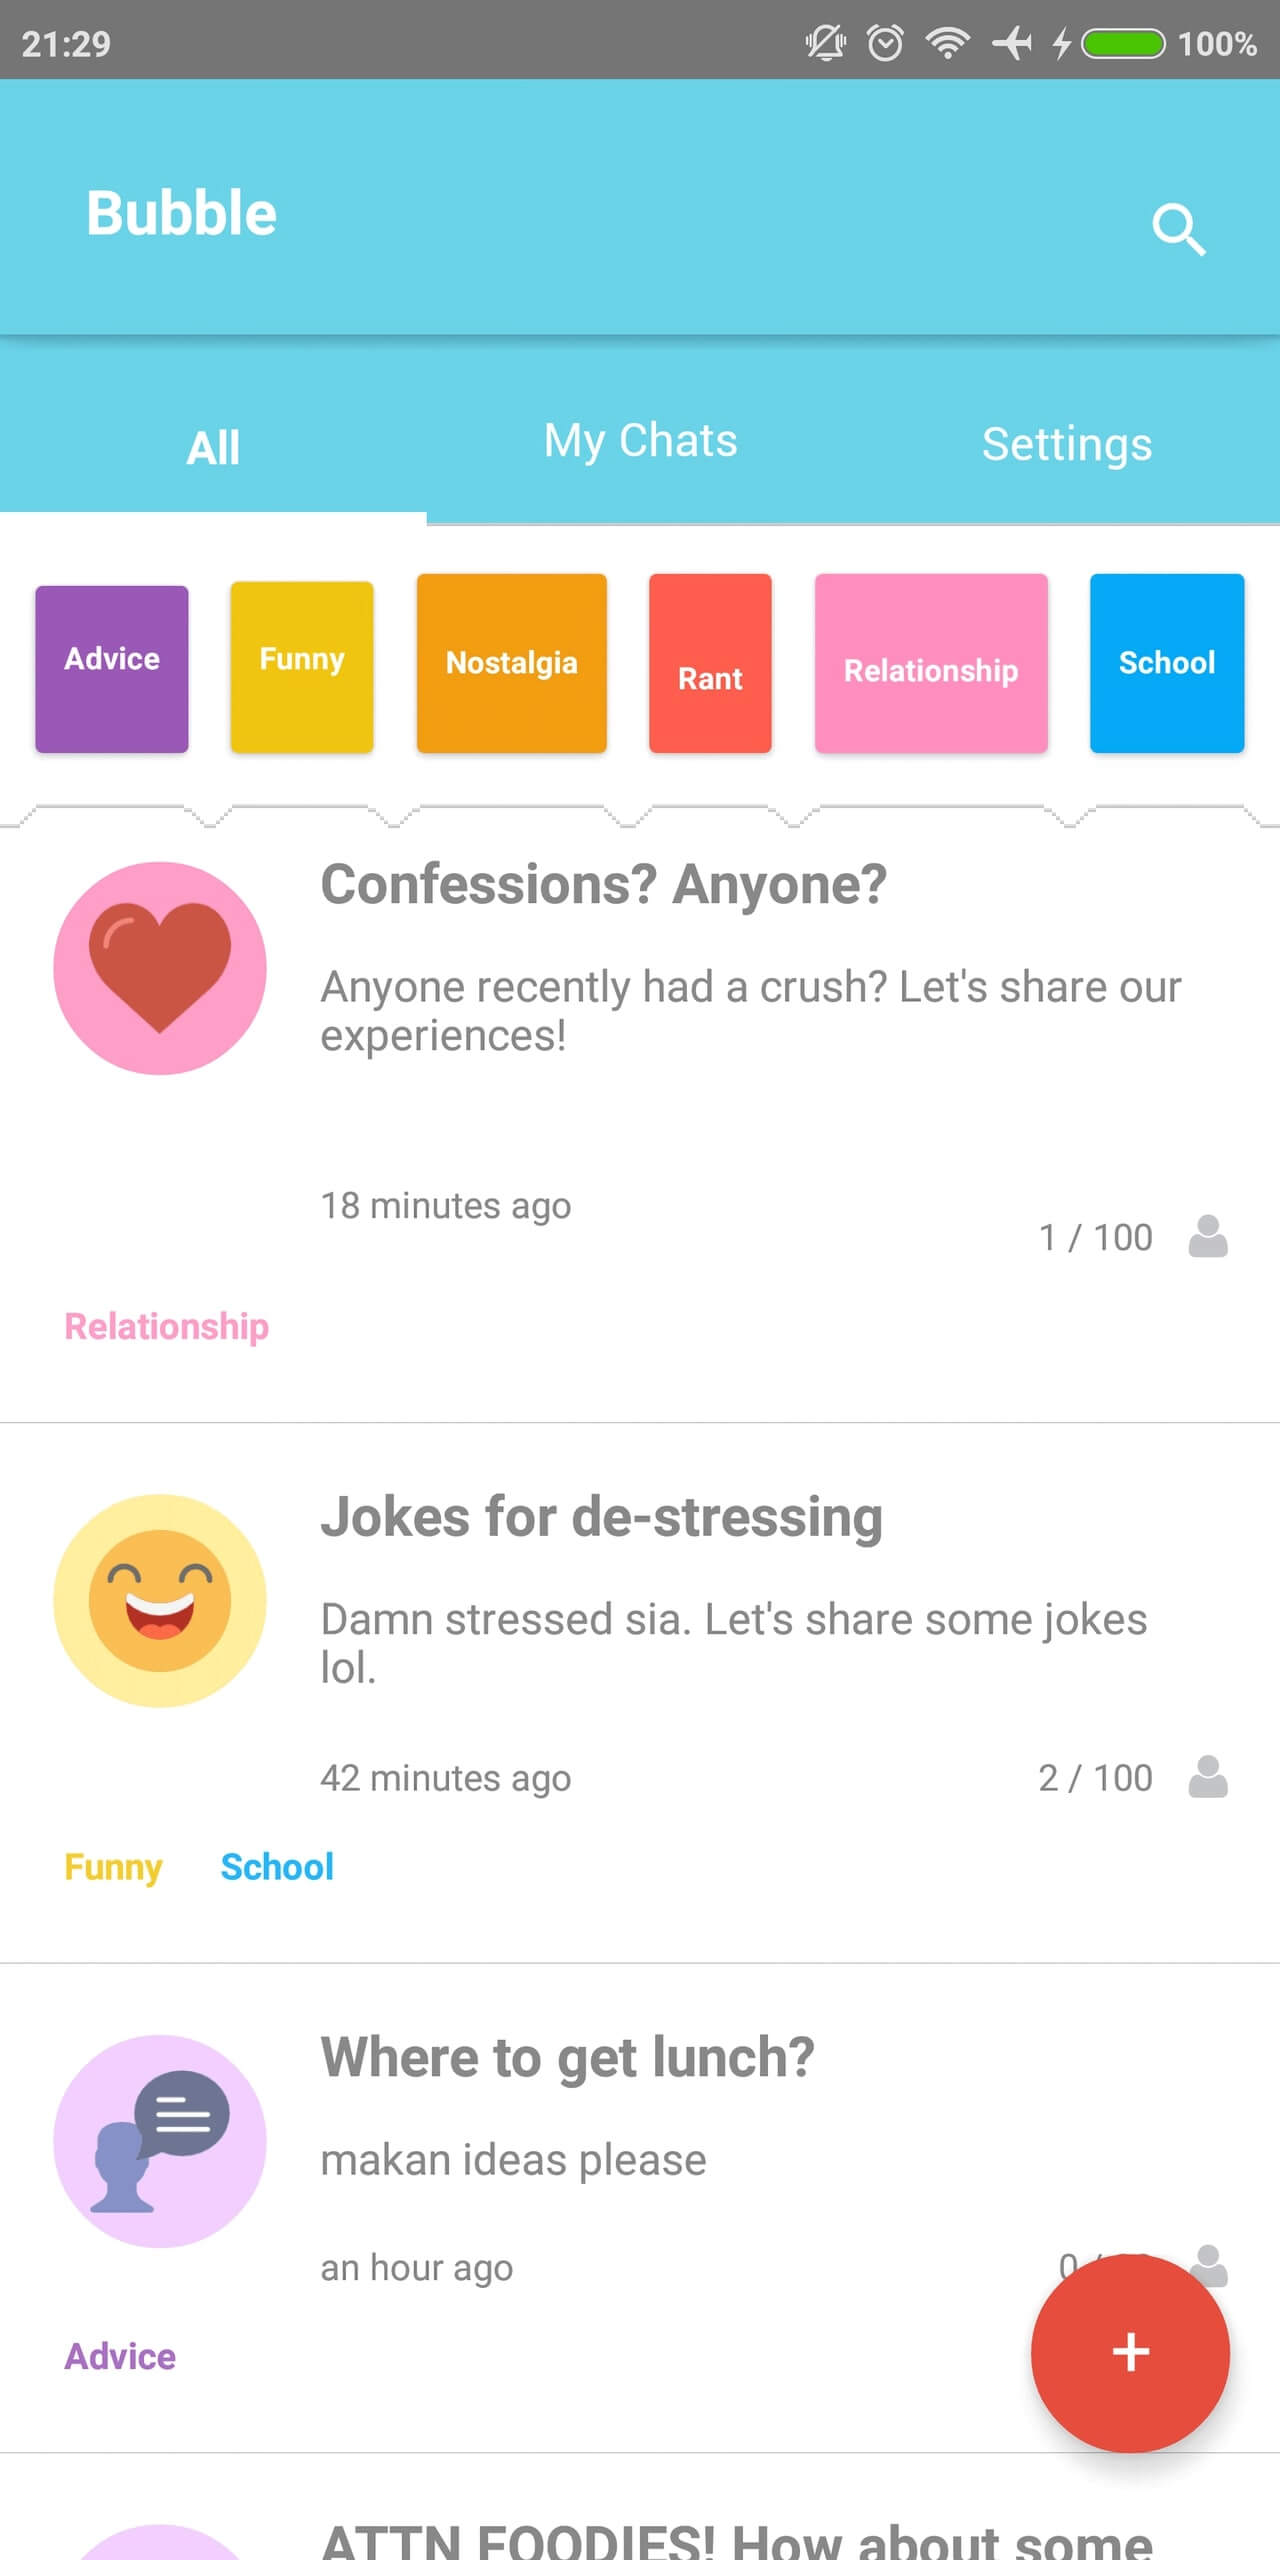 21:29
100%
Bubble
All
My Chats
Settings
Advice
Funny
Nostalgia
Rant
Relationship
School
Confessions? Anyone?
Anyone recently had a crush? Let's share our
experiences!
18 minutes ago
1 / 100
Relationship
Jokes for de-stressing
Damn stressed sia. Let's share some jokes
lol.
42 minutes ago
2 / 100
Funny
School
Where to get lunch?
makan ideas please
an hour ago
0
Advice
+
ATTN FOODIES! How about some